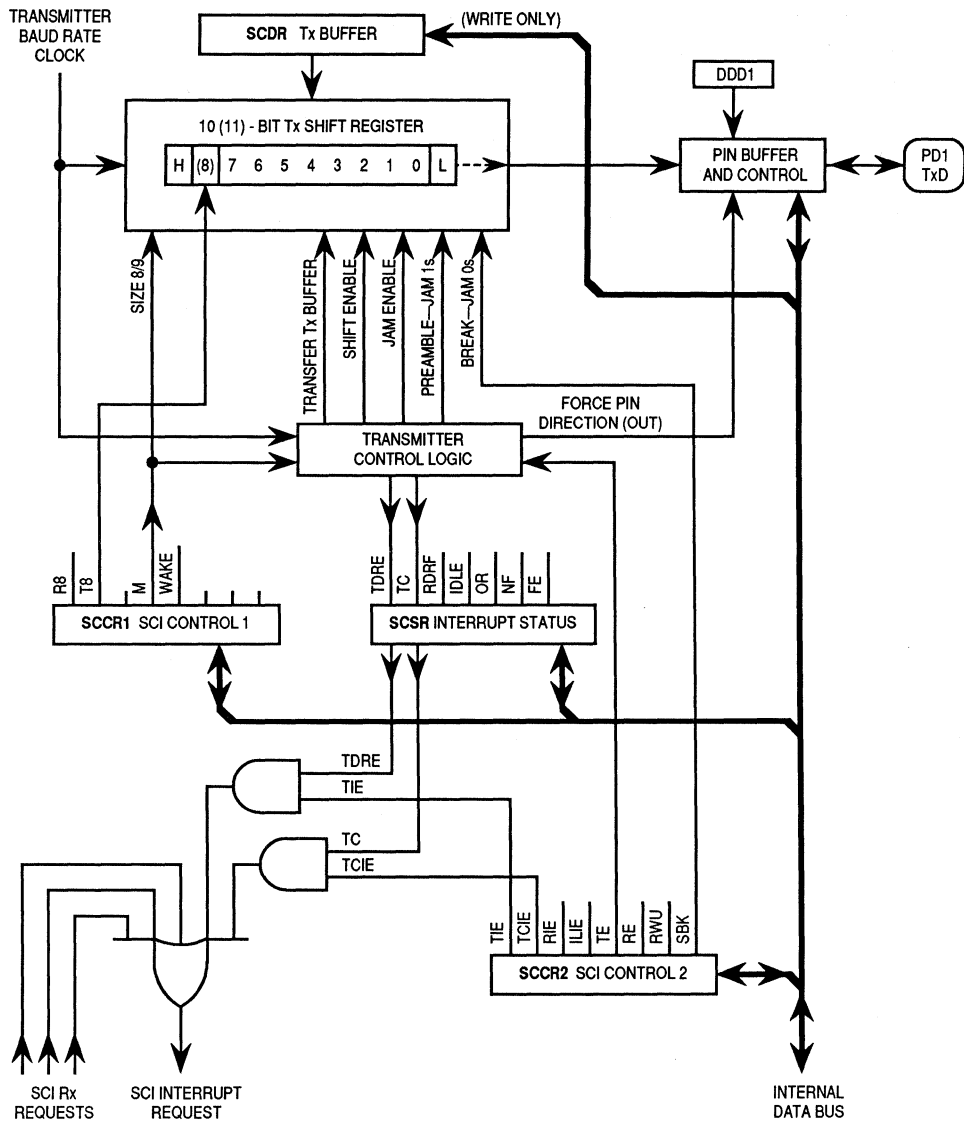 TRANSMITTER
BAUD RATE
CLOCK
SCDR Tx BUFFER
(WRITE ONLY)
DDD1
10 (11) - BIT Tx SHIFT REGISTER
H (8) 7 6 5 4 3 2 1 0 L
PIN BUFFER
AND CONTROL
PD1
TxD
SIZE 8/9
TRANSFER Tx BUFFER
SHIFT ENABLE
JAM ENABLE
PREAMBLE—JAM 1s
BREAK—JAM 0s
FORCE PIN
DIRECTION (OUT)
TRANSMITTER
CONTROL LOGIC
R8
T8
M
WAKE
SCCR1 SCI CONTROL 1
TDRE
TC
RDRF
IDLE
OR
NF
FE
SCSR INTERRUPT STATUS
TDRE
TIE
TC
TCIE
TIE
TCIE
RIE
ILIE
TE
RE
RWU
SBK
SCCR2 SCI CONTROL 2
SCI Rx
REQUESTS
SCI INTERRUPT
REQUEST
INTERNAL
DATA BUS